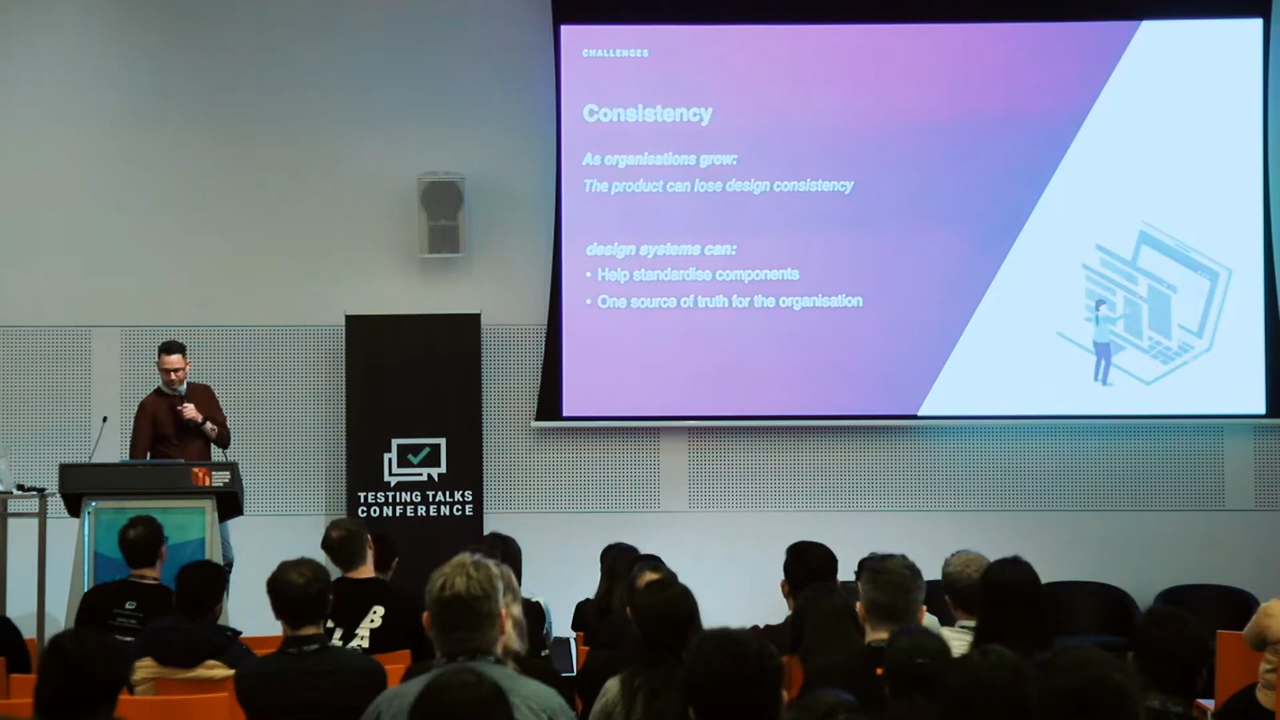 CHALLENGES
Consistency
As organisations grow:
The product can lose design consistency
design systems can:
• Help standardise components
• One source of truth for the organisation
TESTING TALKS
CONFERENCE